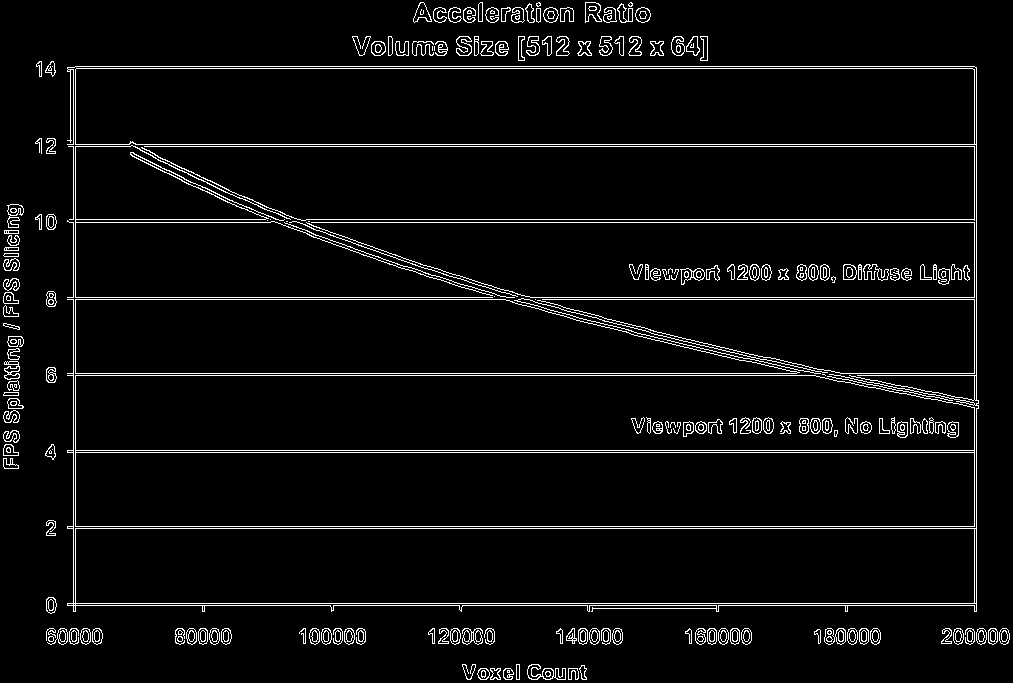 Acceleration Ratio
Volume Size [512 x 512 x 64]
14
12
10
8
6
4
2
0
FPS Splatting / FPS Slicing
Viewport 1200 x 800, Diffuse Light
Viewport 1200 x 800, No Lighting
60000 80000 100000 120000 140000 160000 180000 200000
Voxel Count